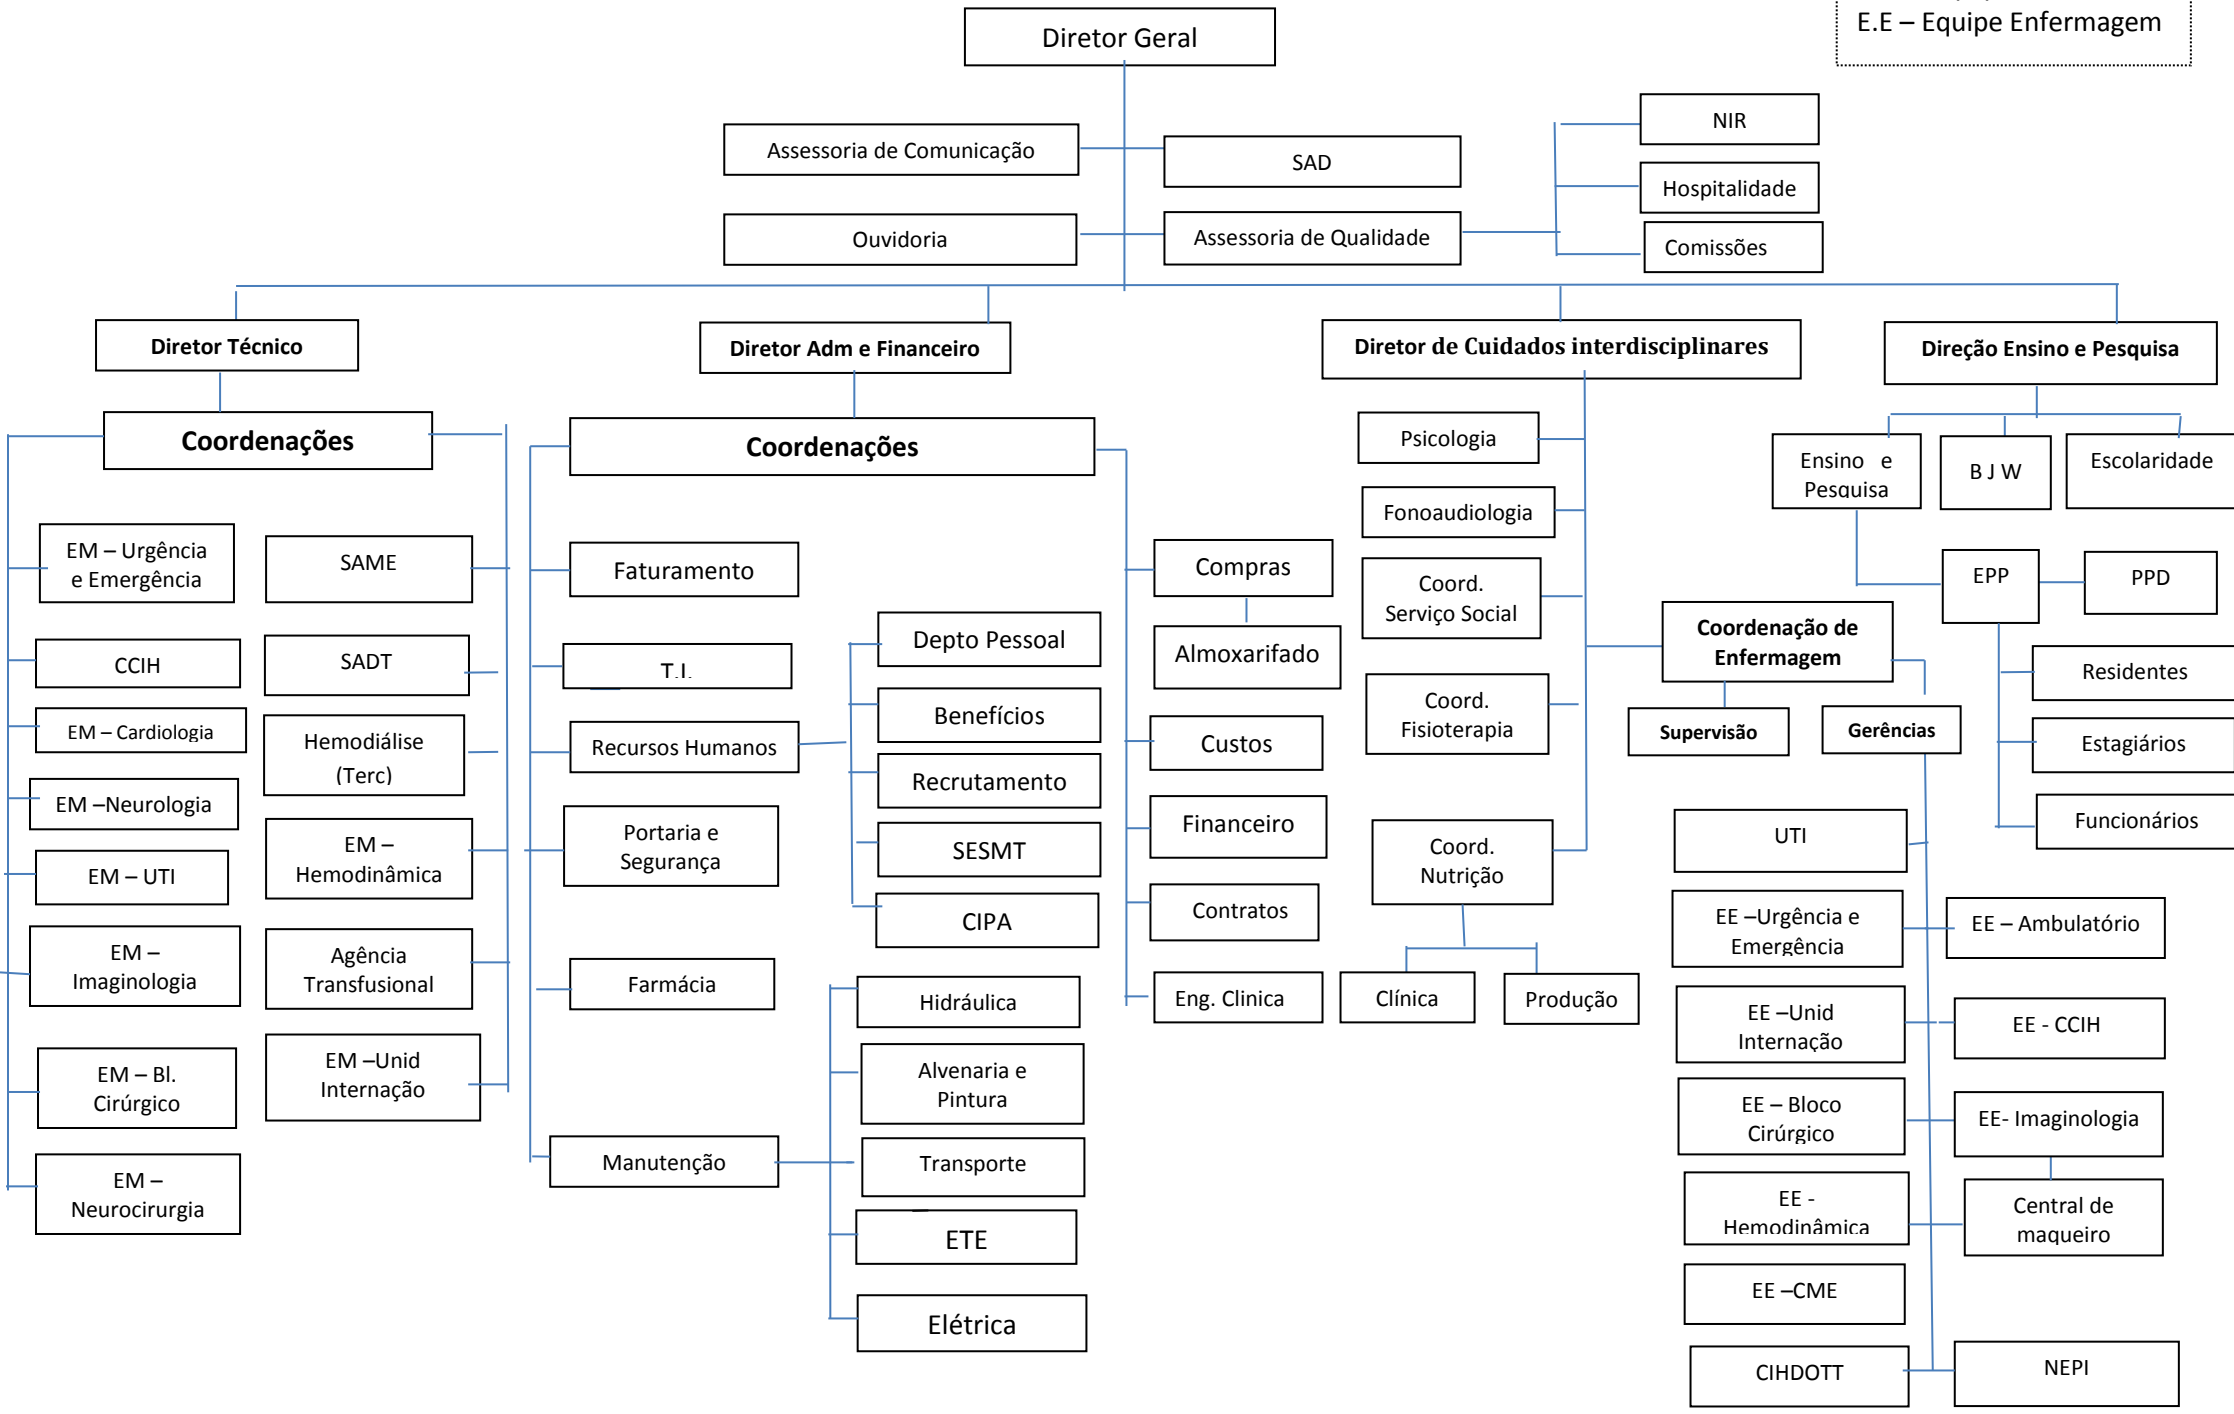 E.E – Equipe Enfermagem
Diretor Geral
Assessoria de Comunicação
SAD
NIR
Hospitalidade
Ouvidoria
Assessoria de Qualidade
Comissões
Diretor Técnico
Diretor Adm e Financeiro
Diretor de Cuidados interdisciplinares
Direção Ensino e Pesquisa
Coordenações
EM – Urgência
e Emergência
CCIH
EM – Cardiologia
EM –Neurologia
EM – UTI
EM –
Imaginologia
EM – Bl.
Cirúrgico
EM –
Neurocirurgia
SAME
SADT
Hemodiálise
(Terc)
EM –
Hemodinâmica
Agência
Transfusional
EM –Unid
Internação
Coordenações
Faturamento
T.I.
Recursos Humanos
Portaria e
Segurança
Farmácia
Manutenção
Depto Pessoal
Benefícios
Recrutamento
SESMT
CIPA
Hidráulica
Alvenaria e
Pintura
Transporte
ETE
Elétrica
Compras
Almoxarifado
Custos
Financeiro
Contratos
Eng. Clinica
Psicologia
Fonoaudiologia
Coord.
Serviço Social
Coord.
Fisioterapia
Coord.
Nutrição
Clínica
Produção
Coordenação de
Enfermagem
Supervisão
Gerências
UTI
EE –Urgência e
Emergência
EE – Ambulatório
EE –Unid
Internação
EE - CCIH
EE – Bloco
Cirúrgico
EE- Imaginologia
EE -
Hemodinâmica
Central de
maqueiro
EE –CME
CIHDOTT
NEPI
Ensino e
Pesquisa
B J W
Escolaridade
EPP
PPD
Residentes
Estagiários
Funcionários